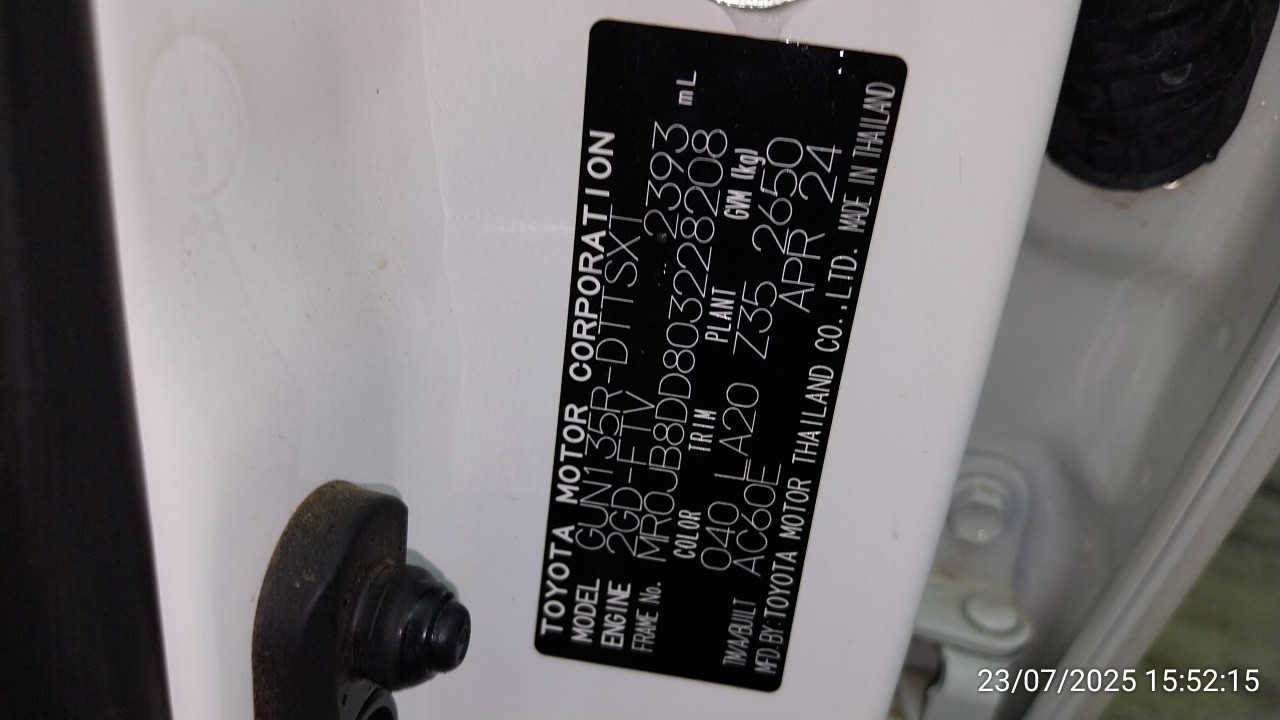 TOYOTA MOTOR CORPORATION
MODEL GUN135R-DTTSXT
ENGINE 2GD-FTV 2393 mL
FRAME No. MR0JB8DD803228208
COLOR TRIM PLANT GVM (kg)
040 LA20 Z35 2650
TM/A/BUILT AC60E APR 24
MFD.BY:TOYOTA MOTOR THAILAND CO.,LTD. MADE IN THAILAND
23/07/2025 15:52:15